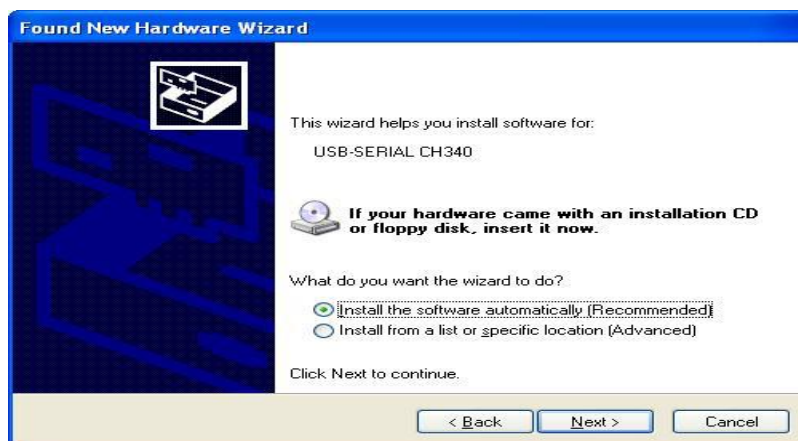 Found New Hardware Wizard
This wizard helps you install software for:
USB-SERIAL CH340
If your hardware came with an installation CD
or floppy disk, insert it now.
What do you want the wizard to do?
Install the software automatically (Recommended)
Install from a list or specific location (Advanced)
Click Next to continue.
< Back Next > Cancel